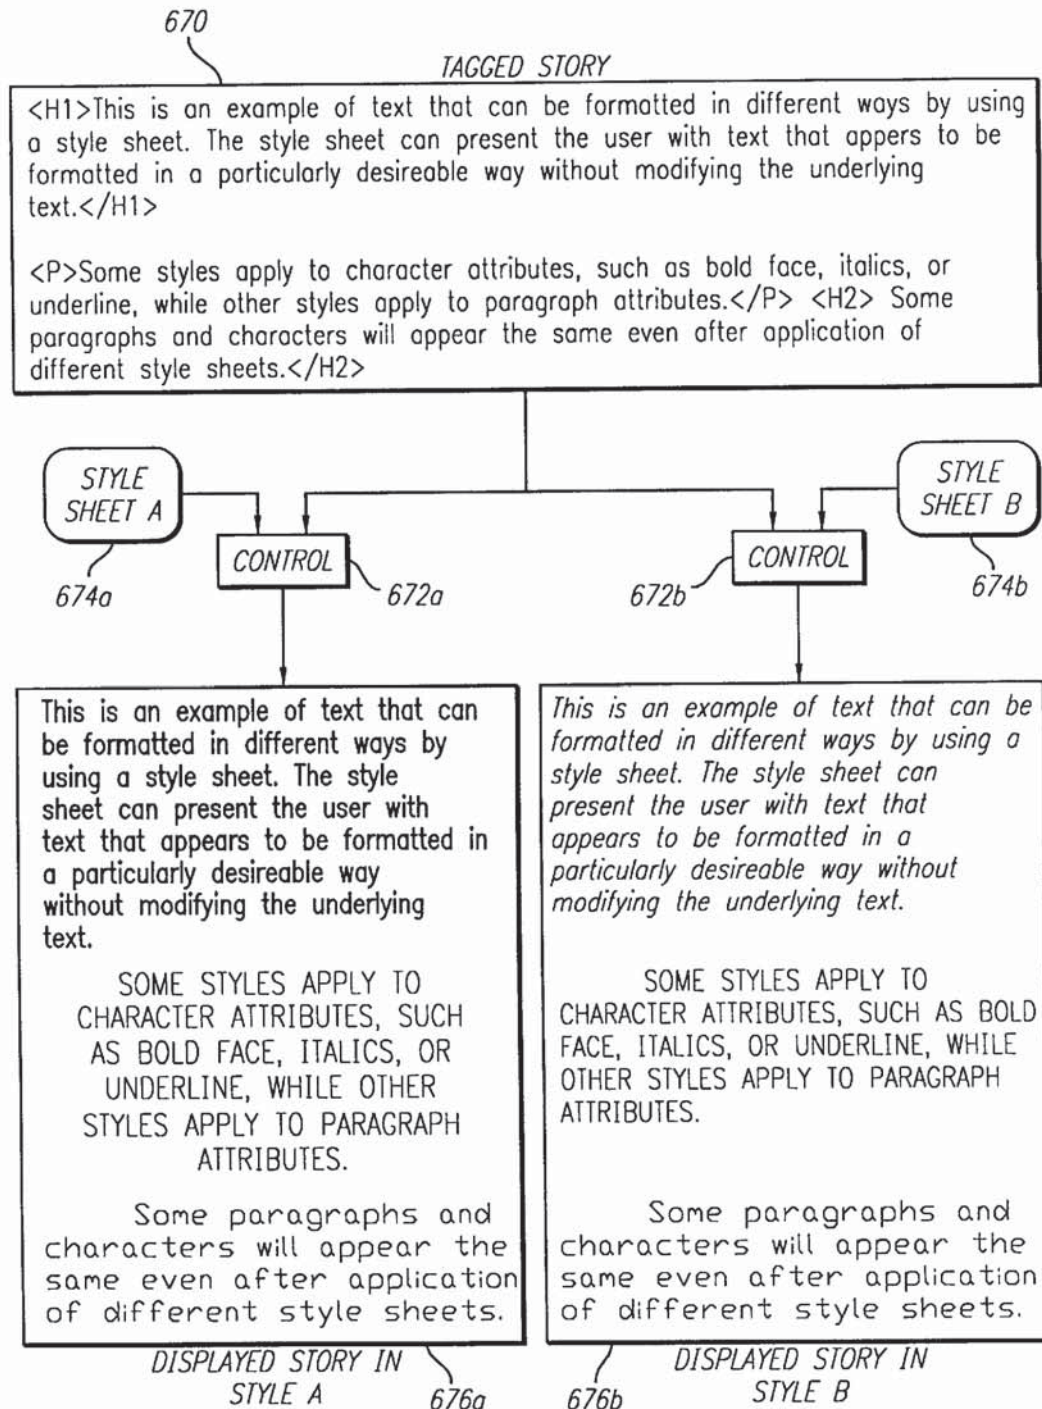 670
TAGGED STORY
<H1>This is an example of text that can be formatted in different ways by using
a style sheet. The style sheet can present the user with text that appers to be
formatted in a particularly desireable way without modifying the underlying
text.</H1>
<P>Some styles apply to character attributes, such as bold face, italics, or
underline, while other styles apply to paragraph attributes.</P> <H2> Some
paragraphs and characters will appear the same even after application of
different style sheets.</H2>
STYLE
SHEET A
STYLE
SHEET B
CONTROL
CONTROL
674a
672a
672b
674b
This is an example of text that can
be formatted in different ways by
using a style sheet. The style
sheet can present the user with
text that appears to be formatted in
a particularly desireable way
without modifying the underlying
text.
SOME STYLES APPLY TO
CHARACTER ATTRIBUTES, SUCH
AS BOLD FACE, ITALICS, OR
UNDERLINE, WHILE OTHER
STYLES APPLY TO PARAGRAPH
ATTRIBUTES.
Some paragraphs and
characters will appear the
same even after application
of different style sheets.
DISPLAYED STORY IN
STYLE A
676a
This is an example of text that can be
formatted in different ways by using a
style sheet. The style sheet can
present the user with text that
appears to be formatted in a
particularly desireable way without
modifying the underlying text.
SOME STYLES APPLY TO
CHARACTER ATTRIBUTES, SUCH AS BOLD
FACE, ITALICS, OR UNDERLINE, WHILE
OTHER STYLES APPLY TO PARAGRAPH
ATTRIBUTES.
Some paragraphs and
characters will appear the
same even after application
of different style sheets.
676b
DISPLAYED STORY IN
STYLE B